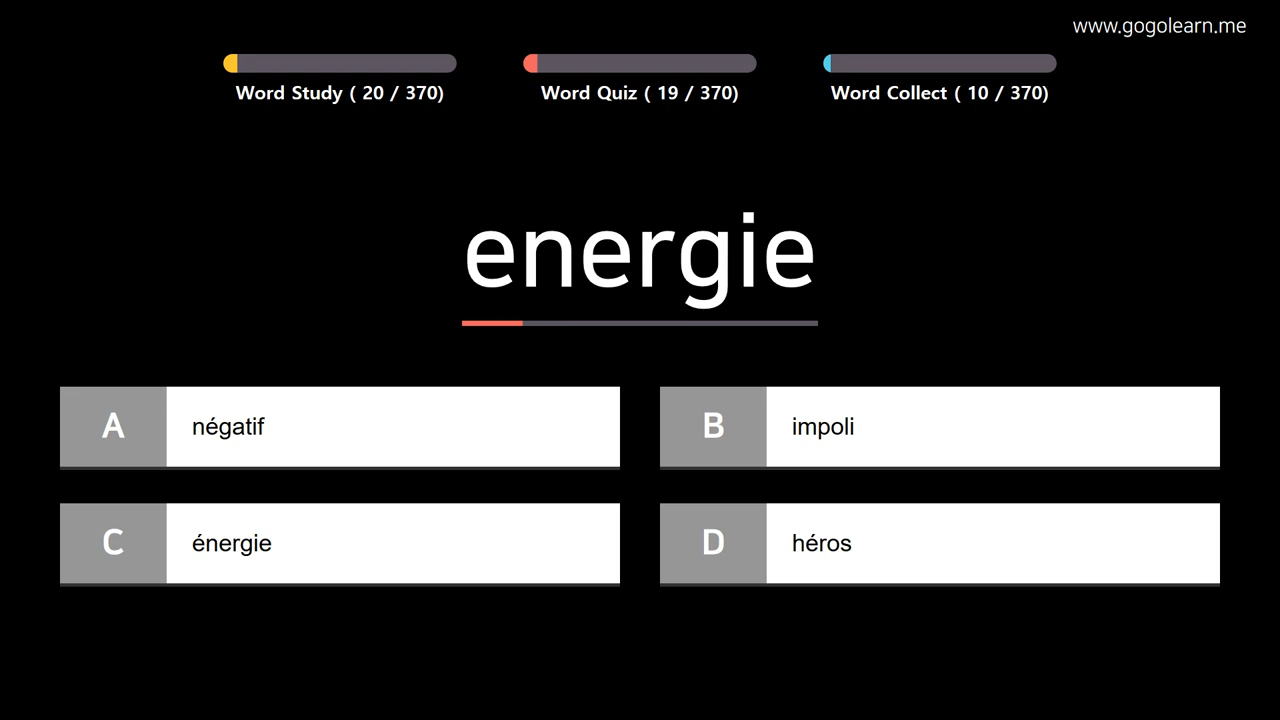 www.gogolearn.me
Word Study ( 20 / 370)
Word Quiz ( 19 / 370)
Word Collect ( 10 / 370)
energie
A négatif
B impoli
C énergie
D héros